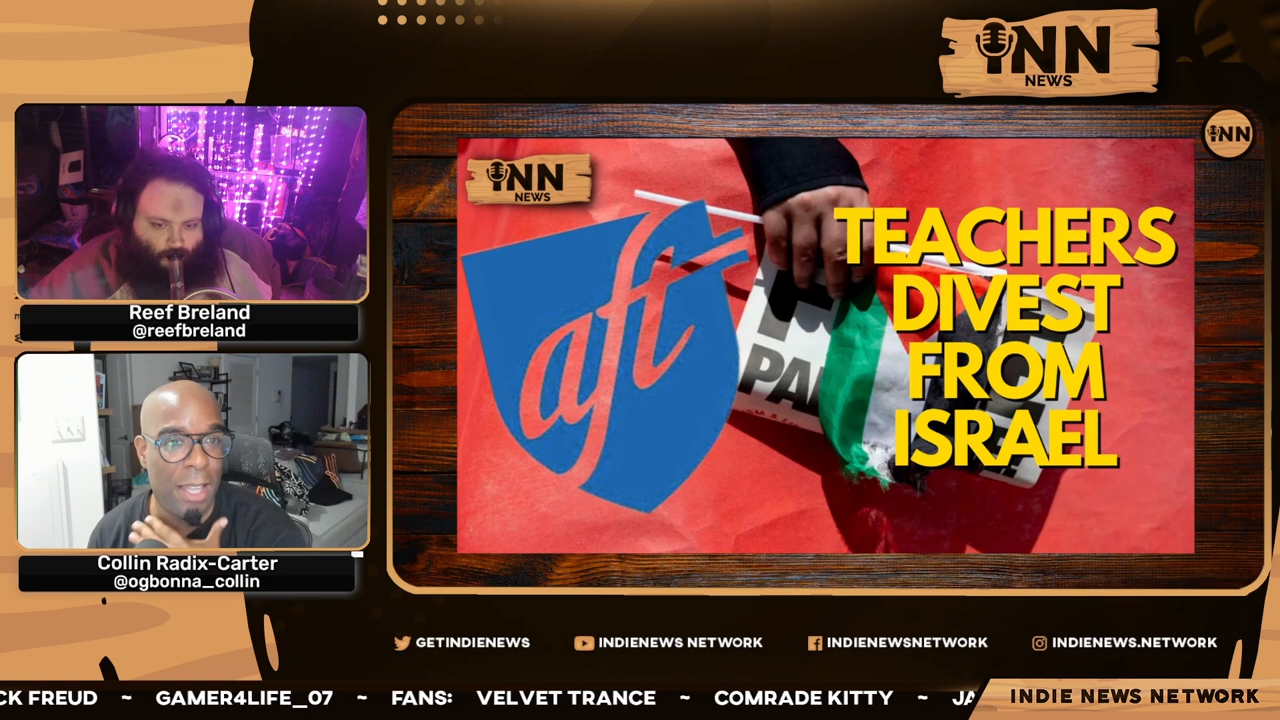 INN
NEWS
INN
INN
NEWS
TEACHERS
DIVEST
FROM
ISRAEL
aft
PAL
Reef Breland
@reefbreland
Collin Radix-Carter
@ogbonna_collin
GETINDIENEWS
INDIENEWS NETWORK
INDIENEWSNETWORK
INDIENEWS.NETWORK
CK FREUD ~ GAMER4LIFE_07 ~ FANS: VELVET TRANCE ~ COMRADE KITTY ~ JA
INDIE NEWS NETWORK